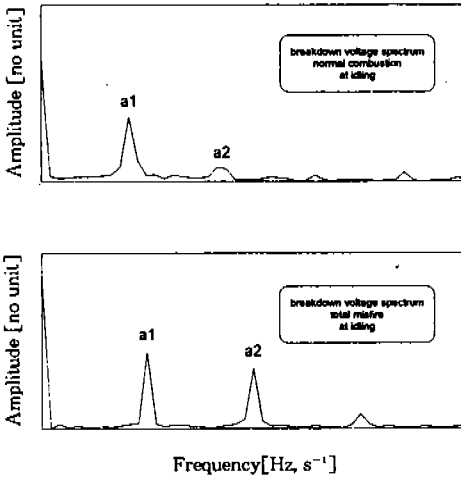 Amplitude [no unit]
breakdown voltage spectrum
normal combustion
at idling
a1
a2
Amplitude [no unit]
breakdown voltage spectrum
total misfire
at idling
a1
a2
Frequency[Hz, s⁻¹]